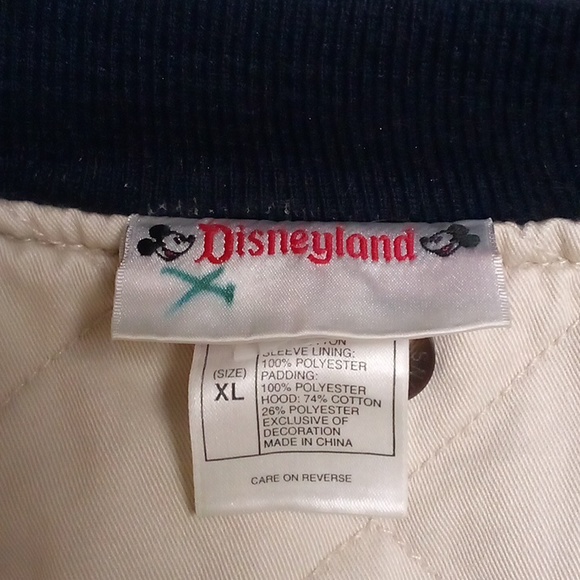 Disneyland
X
(SIZE)
XL
SLEEVE LINING:
100% POLYESTER
PADDING:
100% POLYESTER
HOOD: 74% COTTON
26% POLYESTER
EXCLUSIVE OF
DECORATION
MADE IN CHINA
CARE ON REVERSE